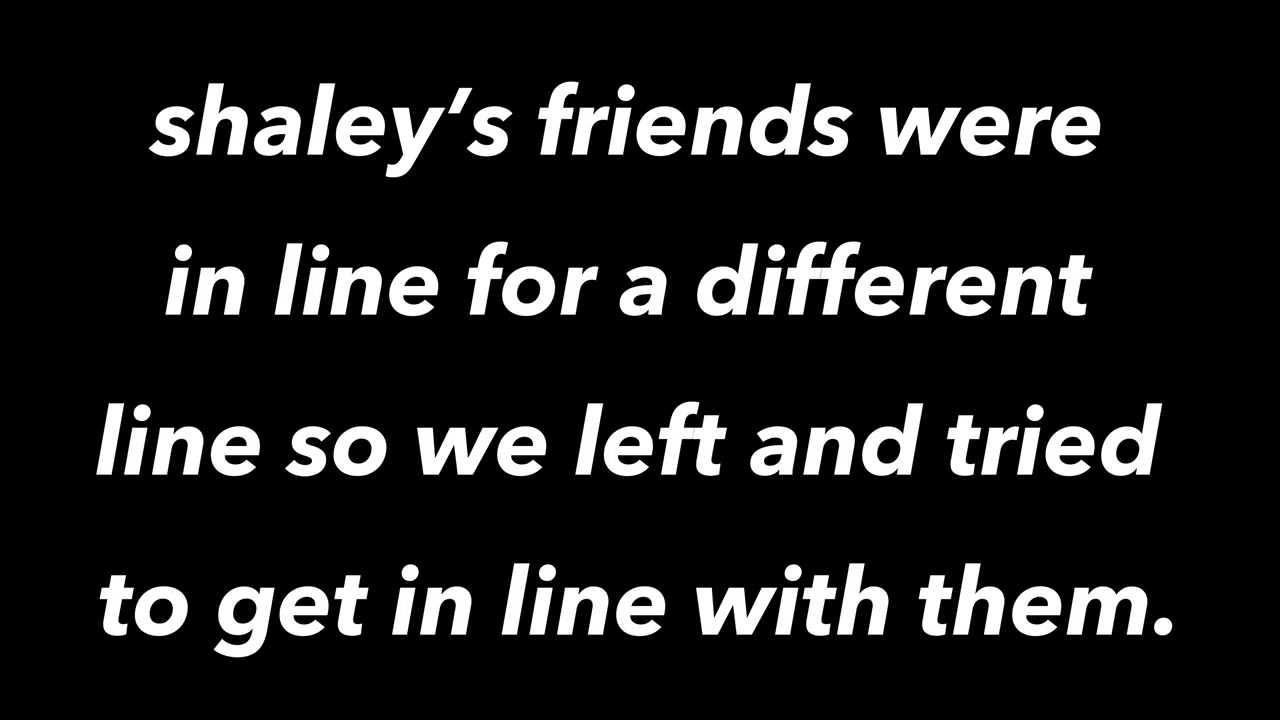 shaley’s friends were
in line for a different
line so we left and tried
to get in line with them.